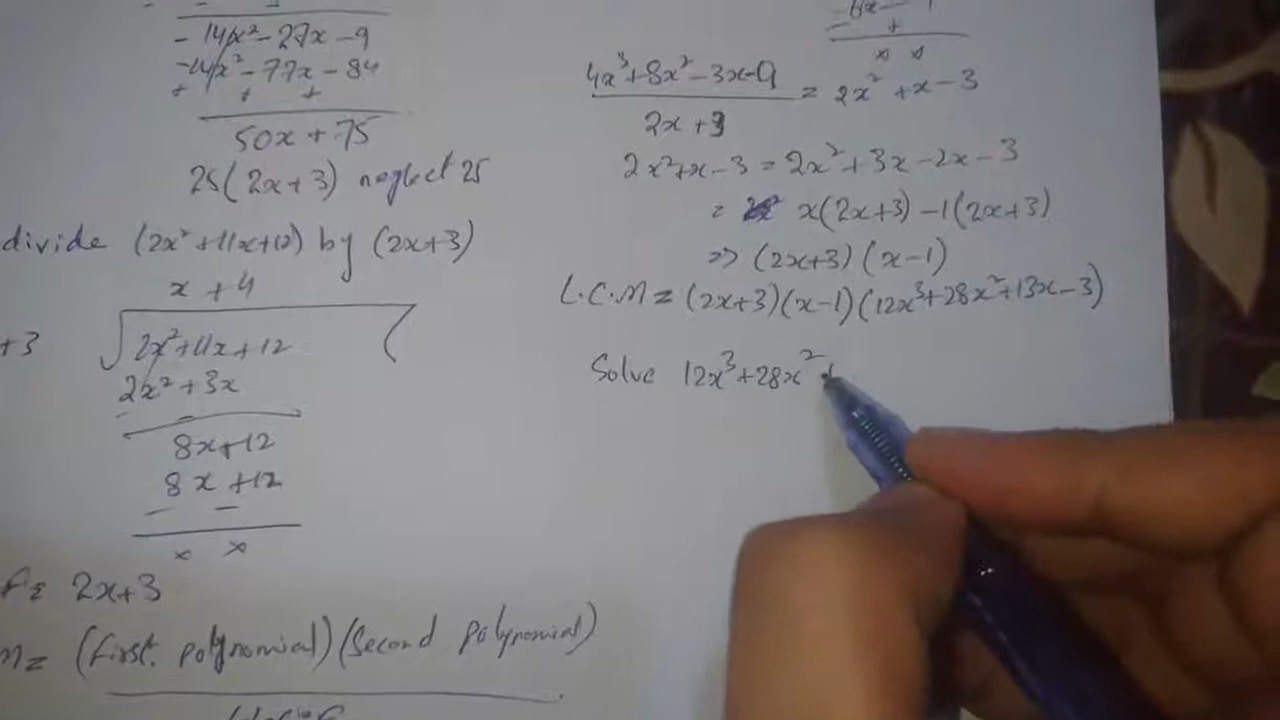 - 14x² - 27x - 9
- 14x² - 77x - 84
+ + +
50x + 75
25(2x+3) neglect 25
divide (2x²+11x+12) by (2x+3)
x + 4
+3 2x²+11x+12
2x²+3x
- -
8x+12
8x+12
- -
x x
F = 2x+3
M = (First. polynomial)(Second polynomial)
- +
x x
4x³+8x²-3x-9 = 2x²+x-3
2x+3
2x²+x-3 = 2x²+3x-2x-3
= x(2x+3)-1(2x+3)
=> (2x+3)(x-1)
L.C.M = (2x+3)(x-1)(12x³+28x²+13x-3)
Solve 12x³+28x²+